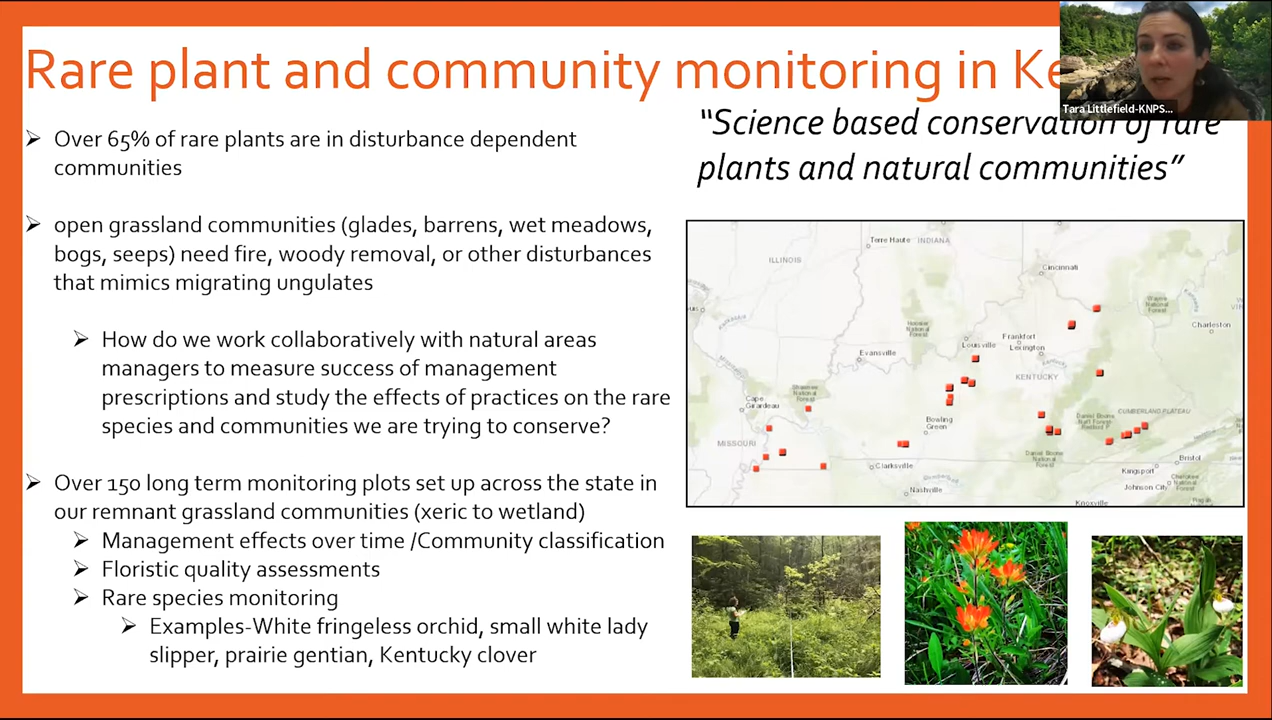 Rare plant and community monitoring in Ke
Tara Littlefield-KNPS...
"Science based conservation of rare
plants and natural communities"
Over 65% of rare plants are in disturbance dependent
communities
open grassland communities (glades, barrens, wet meadows,
bogs, seeps) need fire, woody removal, or other disturbances
that mimics migrating ungulates
How do we work collaboratively with natural areas
managers to measure success of management
prescriptions and study the effects of practices on the rare
species and communities we are trying to conserve?
Over 150 long term monitoring plots set up across the state in
our remnant grassland communities (xeric to wetland)
Management effects over time /Community classification
Floristic quality assessments
Rare species monitoring
Examples-White fringeless orchid, small white lady
slipper, prairie gentian, Kentucky clover
Terre Haute
INDIANA
ILLINOIS
Cincinnati
Wayne
National
Forest
Charleston
Hoosier
National
Forest
Frankfort
Louisville
Lexington
Evansville
Kentucky
KENTUCKY
Shawnee
National
Forest
Cape
Girardeau
Bowling
Green
Daniel Boone
CUMBERLAND PLATEAU
MISSOURI
Daniel Boone
National
Forest
Clarksville
Bristol
Kingsport
Johnson City
Cherokee
National
Forest
Nashville
Knoxville